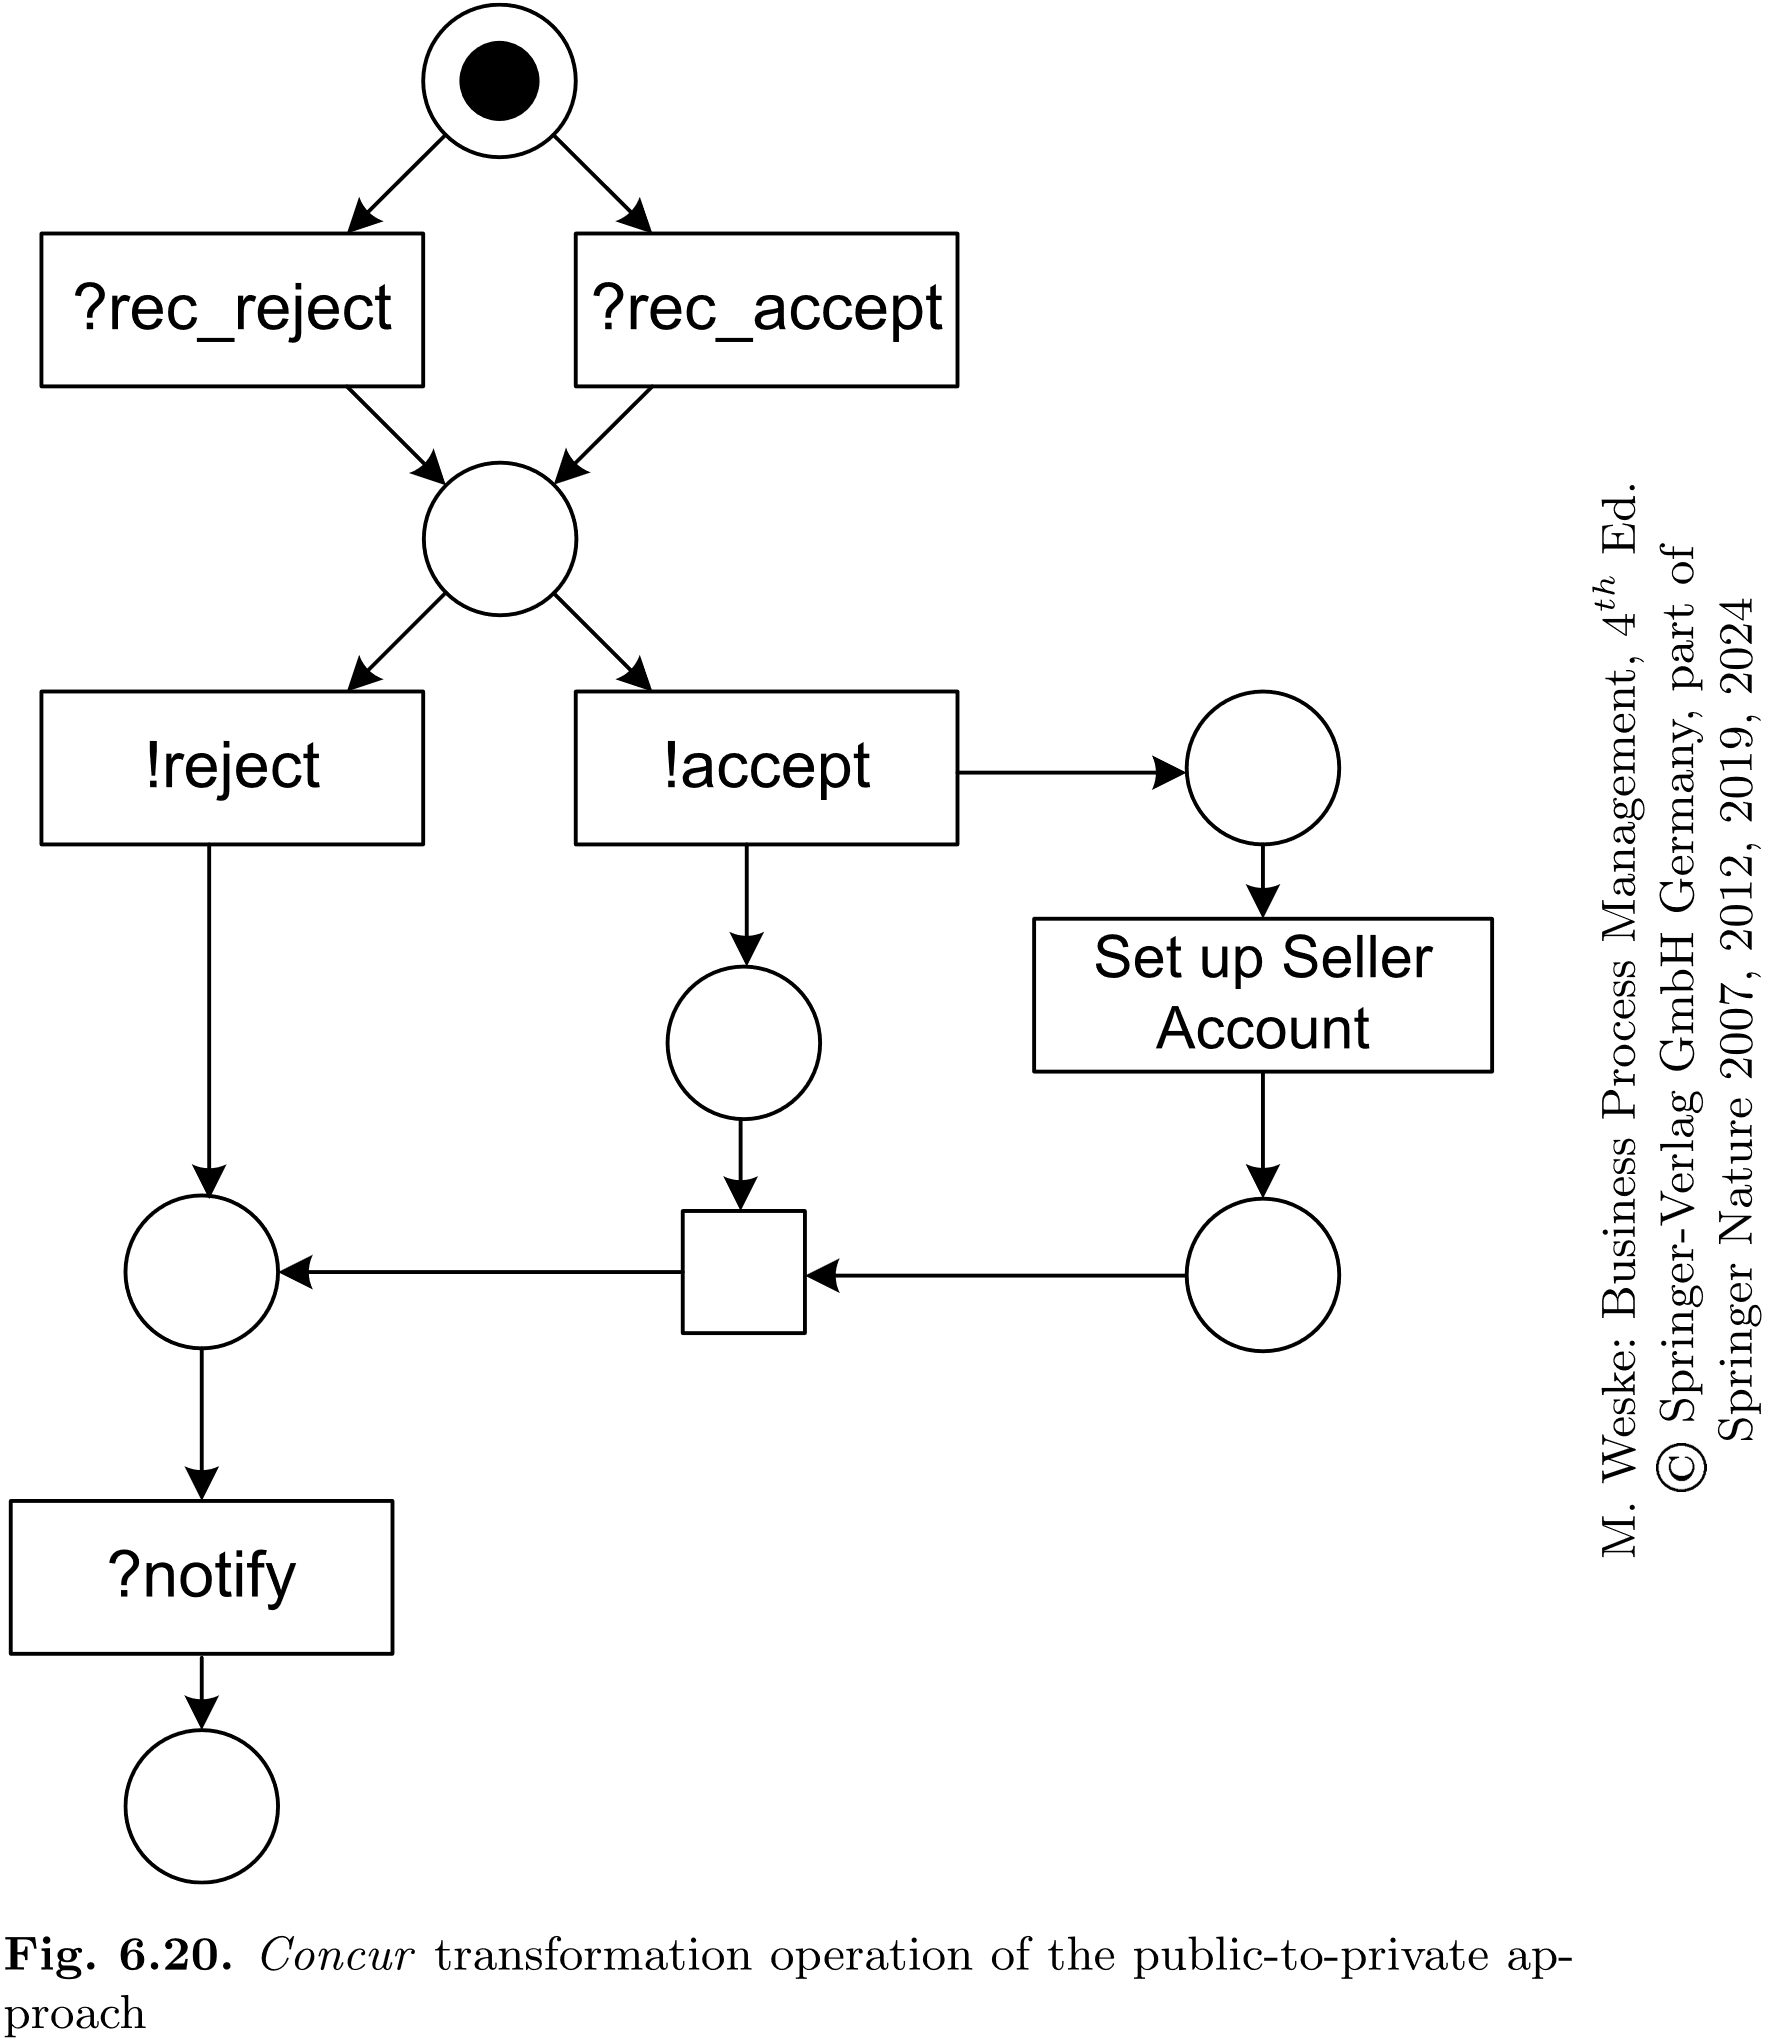 ?rec_reject
?rec_accept
!reject
!accept
Set up Seller
Account
?notify
M. Weske: Business Process Management, 4th Ed.
© Springer-Verlag GmbH Germany, part of
Springer Nature 2007, 2012, 2019, 2024
Fig. 6.20. Concur transformation operation of the public-to-private ap-
proach